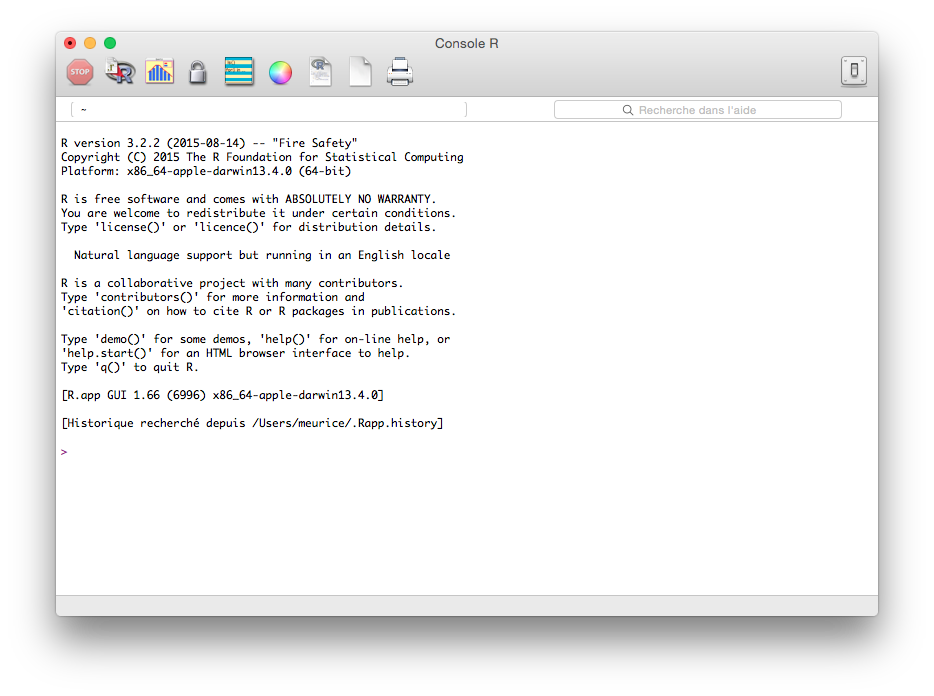 Console R
STOP
~
Recherche dans l'aide
R version 3.2.2 (2015-08-14) -- "Fire Safety"
Copyright (C) 2015 The R Foundation for Statistical Computing
Platform: x86_64-apple-darwin13.4.0 (64-bit)
R is free software and comes with ABSOLUTELY NO WARRANTY.
You are welcome to redistribute it under certain conditions.
Type 'license()' or 'licence()' for distribution details.
Natural language support but running in an English locale
R is a collaborative project with many contributors.
Type 'contributors()' for more information and
'citation()' on how to cite R or R packages in publications.
Type 'demo()' for some demos, 'help()' for on-line help, or
'help.start()' for an HTML browser interface to help.
Type 'q()' to quit R.
[R.app GUI 1.66 (6996) x86_64-apple-darwin13.4.0]
[Historique recherché depuis /Users/meurice/.Rapp.history]
>